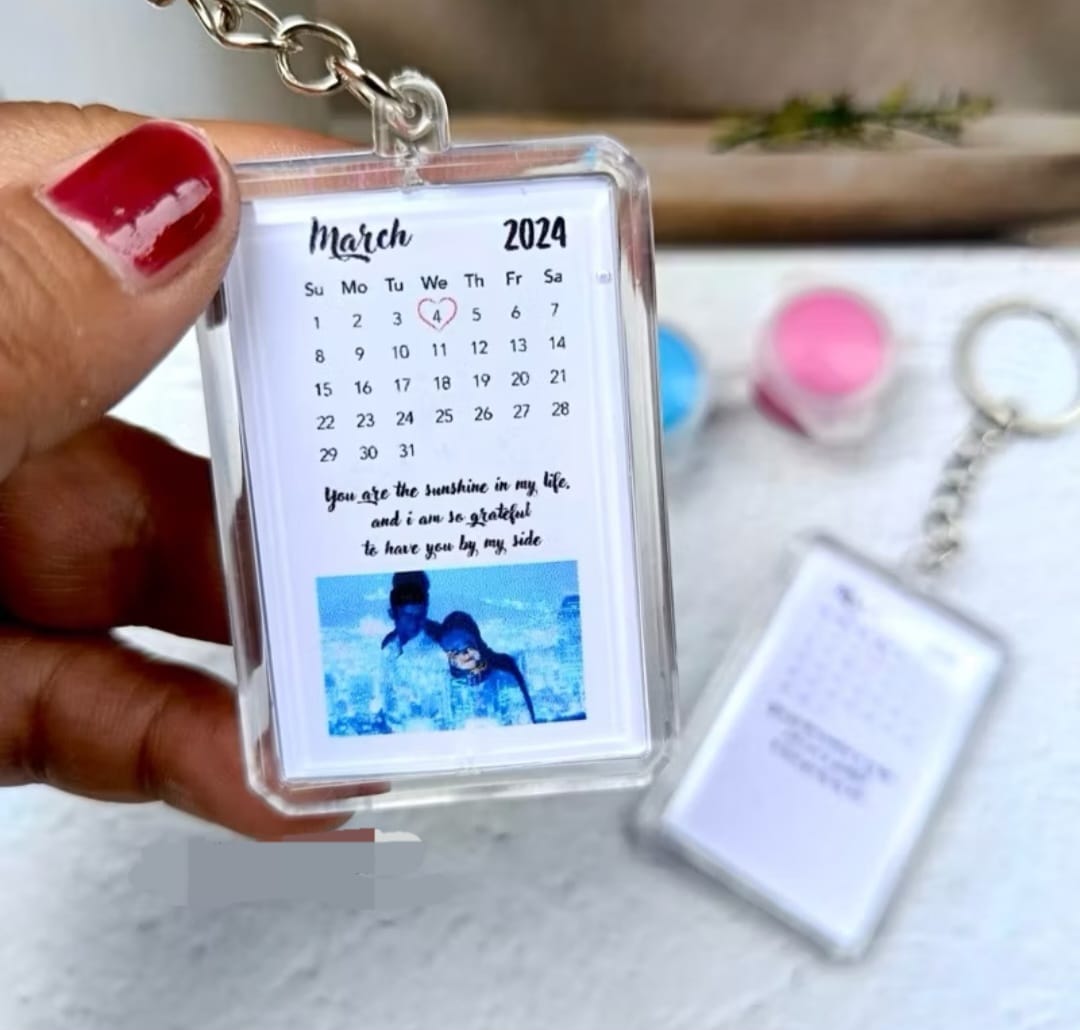 March 2024
Su Mo Tu We Th Fr Sa
1 2 3 4 5 6 7
8 9 10 11 12 13 14
15 16 17 18 19 20 21
22 23 24 25 26 27 28
29 30 31
You are the sunshine in my life,
and i am so grateful
to have you by my side